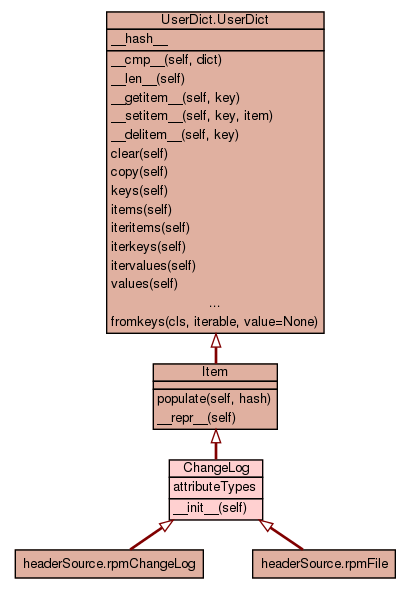 UserDict.UserDict
__hash__
__cmp__(self, dict)
__len__(self)
__getitem__(self, key)
__setitem__(self, key, item)
__delitem__(self, key)
clear(self)
copy(self)
keys(self)
items(self)
iteritems(self)
iterkeys(self)
itervalues(self)
values(self)
...
fromkeys(cls, iterable, value=None)
Item
populate(self, hash)
__repr__(self)
ChangeLog
attributeTypes
__init__(self)
headerSource.rpmChangeLog
headerSource.rpmFile